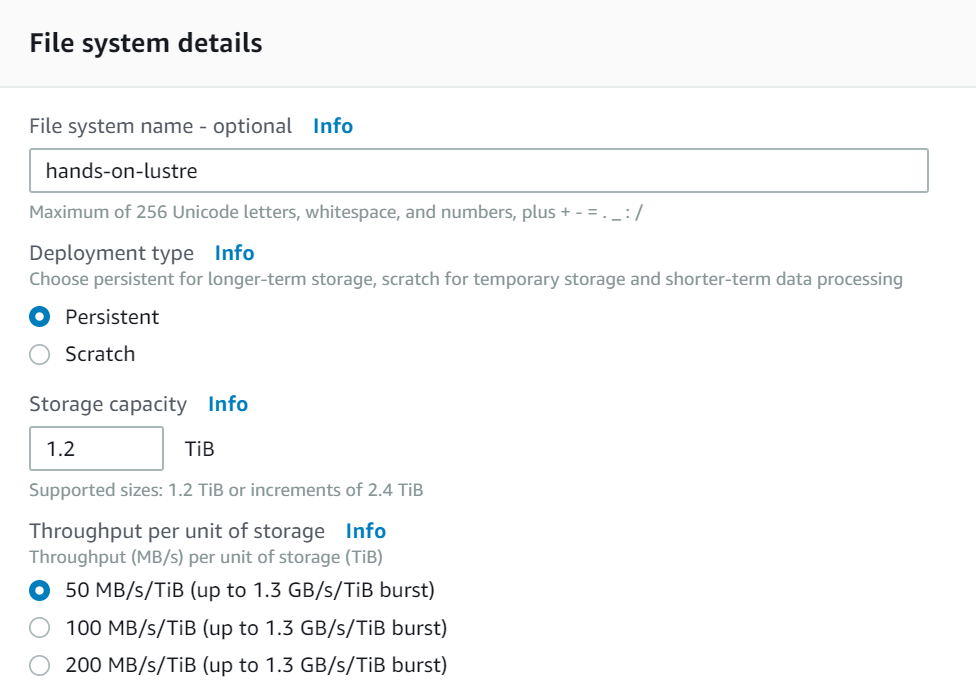 File system details
File system name - optional Info
hands-on-lustre
Maximum of 256 Unicode letters, whitespace, and numbers, plus + - = . _ : /
Deployment type Info
Choose persistent for longer-term storage, scratch for temporary storage and shorter-term data processing
Persistent
Scratch
Storage capacity Info
1.2 TiB
Supported sizes: 1.2 TiB or increments of 2.4 TiB
Throughput per unit of storage Info
Throughput (MB/s) per unit of storage (TiB)
50 MB/s/TiB (up to 1.3 GB/s/TiB burst)
100 MB/s/TiB (up to 1.3 GB/s/TiB burst)
200 MB/s/TiB (up to 1.3 GB/s/TiB burst)